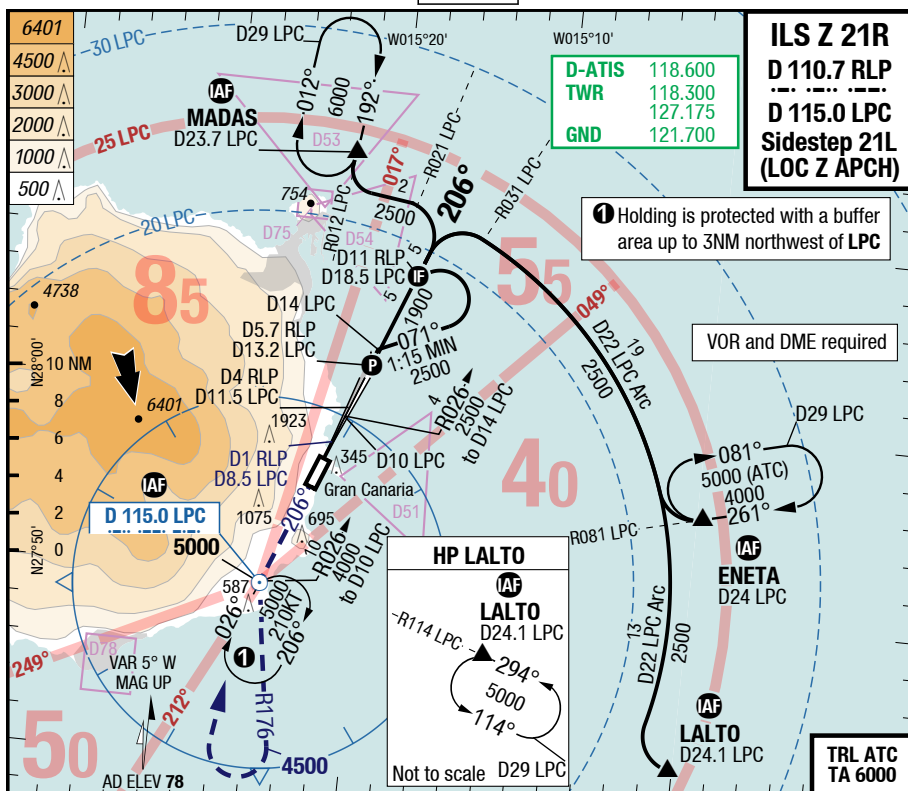 6401
4500
3000
2000
1000
500
30 LPC
D29 LPC
W015°20'
W015°10'
ILS Z 21R
D 110.7 RLP
D 115.0 LPC
Sidestep 21L
(LOC Z APCH)
D-ATIS 118.600
TWR 118.300
127.175
GND 121.700
IAF
MADAS
D23.7 LPC
012°
6000
192°
D53
25 LPC
017°
R021 LPC
206°
R031 LPC
2
2500
R012 LPC
754
D75
D54
20 LPC
❶ Holding is protected with a buffer
area up to 3NM northwest of LPC
5
D11 RLP
D18.5 LPC
IF
5
1900
55
85
4738
D14 LPC
D5.7 RLP
D13.2 LPC
P
071°
1:15 MIN
2500
049°
19
D22 LPC Arc
2500
VOR and DME required
N28°00'
10 NM
8
6
4
2
0
N27°50'
6401
D4 RLP
D11.5 LPC
4
R026
2500
to D14 LPC
1923
345
D10 LPC
D1 RLP
D8.5 LPC
Gran Canaria
D51
40
081°
5000 (ATC)
4000
261°
D29 LPC
R081 LPC
IAF
ENETA
D24 LPC
IAF
D 115.0 LPC
5000
1075
206°
695
10
R026
4000
to D10 LPC
587
026°
5000
210KT
206°
❶
R176
4500
HP LALTO
IAF
LALTO
D24.1 LPC
R114 LPC
294°
5000
114°
Not to scale
D29 LPC
13
D22 LPC Arc
2500
IAF
LALTO
D24.1 LPC
249°
D78
VAR 5° W
MAG UP
212°
50
AD ELEV 78
TRL ATC
TA 6000